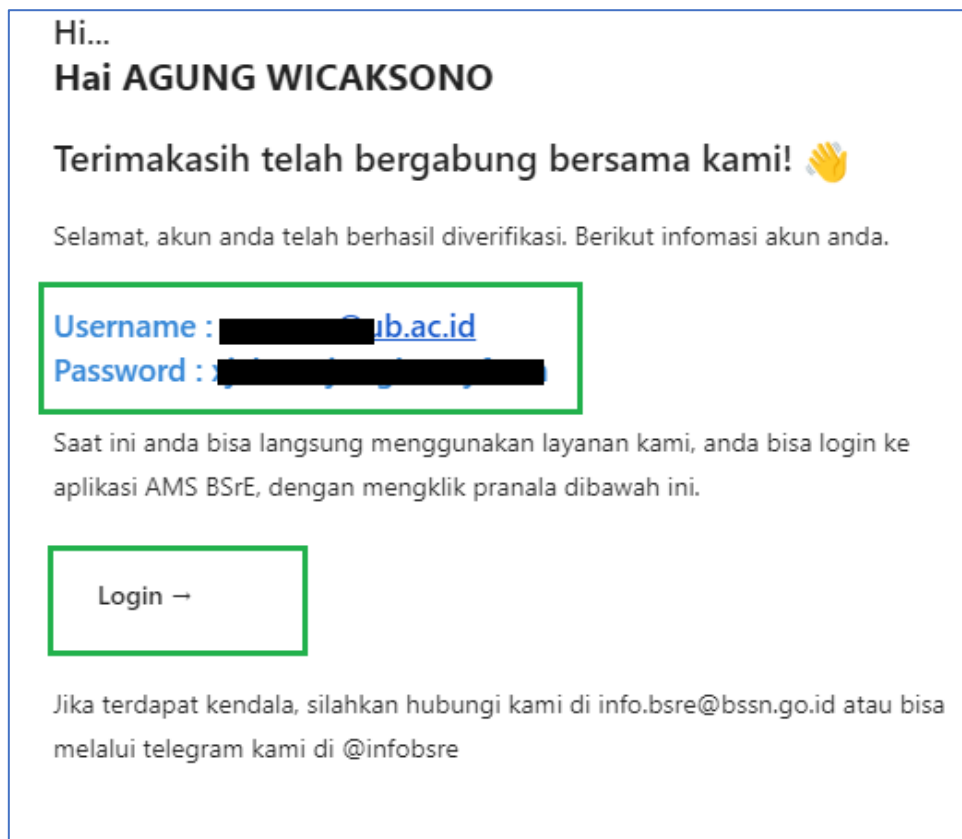 Hi...
Hai AGUNG WICAKSONO
Terimakasih telah bergabung bersama kami! 👋
Selamat, akun anda telah berhasil diverifikasi. Berikut infomasi akun anda.
Username : ub.ac.id
Password :
Saat ini anda bisa langsung menggunakan layanan kami, anda bisa login ke
aplikasi AMS BSrE, dengan mengklik pranala dibawah ini.
Login →
Jika terdapat kendala, silahkan hubungi kami di info.bsre@bssn.go.id atau bisa
melalui telegram kami di @infobsre